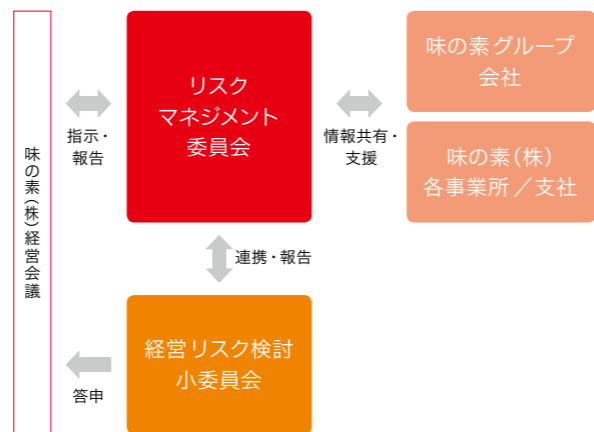 味の素(株)経営会議
指示・
報告
リスク
マネジメント
委員会
情報共有・
支援
味の素グループ
会社
味の素(株)
各事業所／支社
連携・報告
経営リスク検討
小委員会
答申